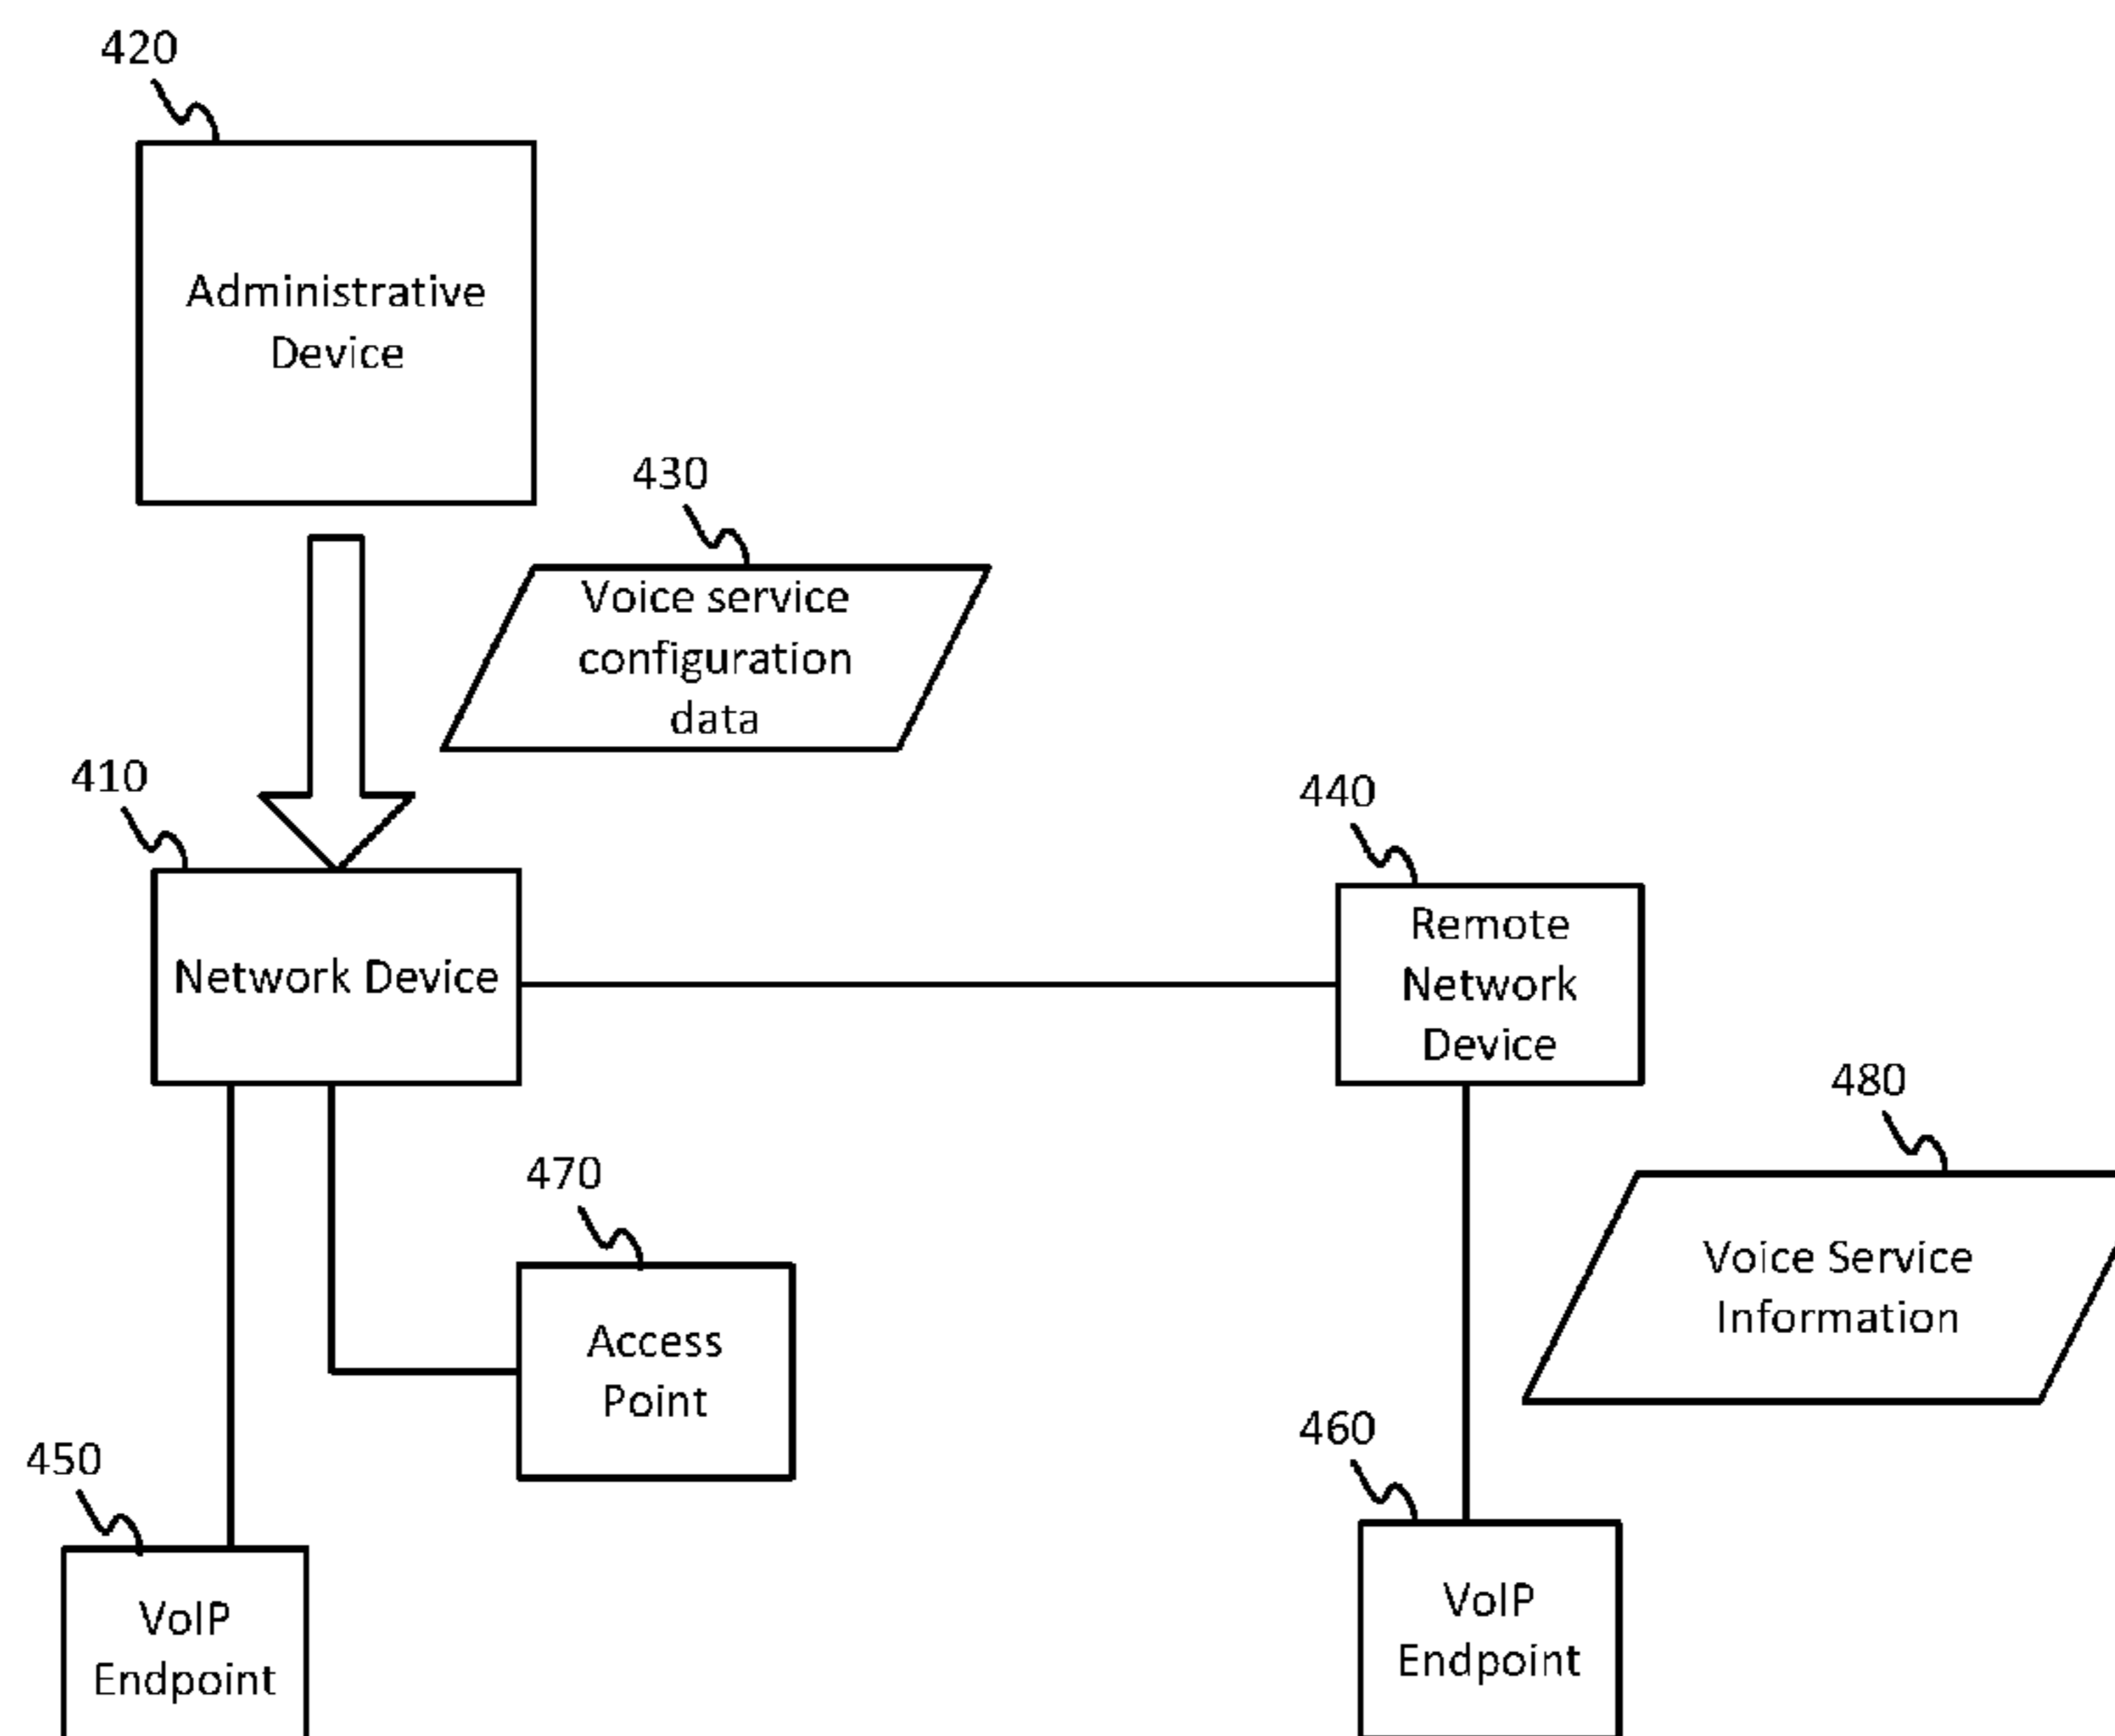 420
Administrative
Device
430
Voice service
configuration
data
410
Network Device
440
Remote
Network
Device
480
Voice Service
Information
470
Access
Point
450
VoIP
Endpoint
460
VoIP
Endpoint